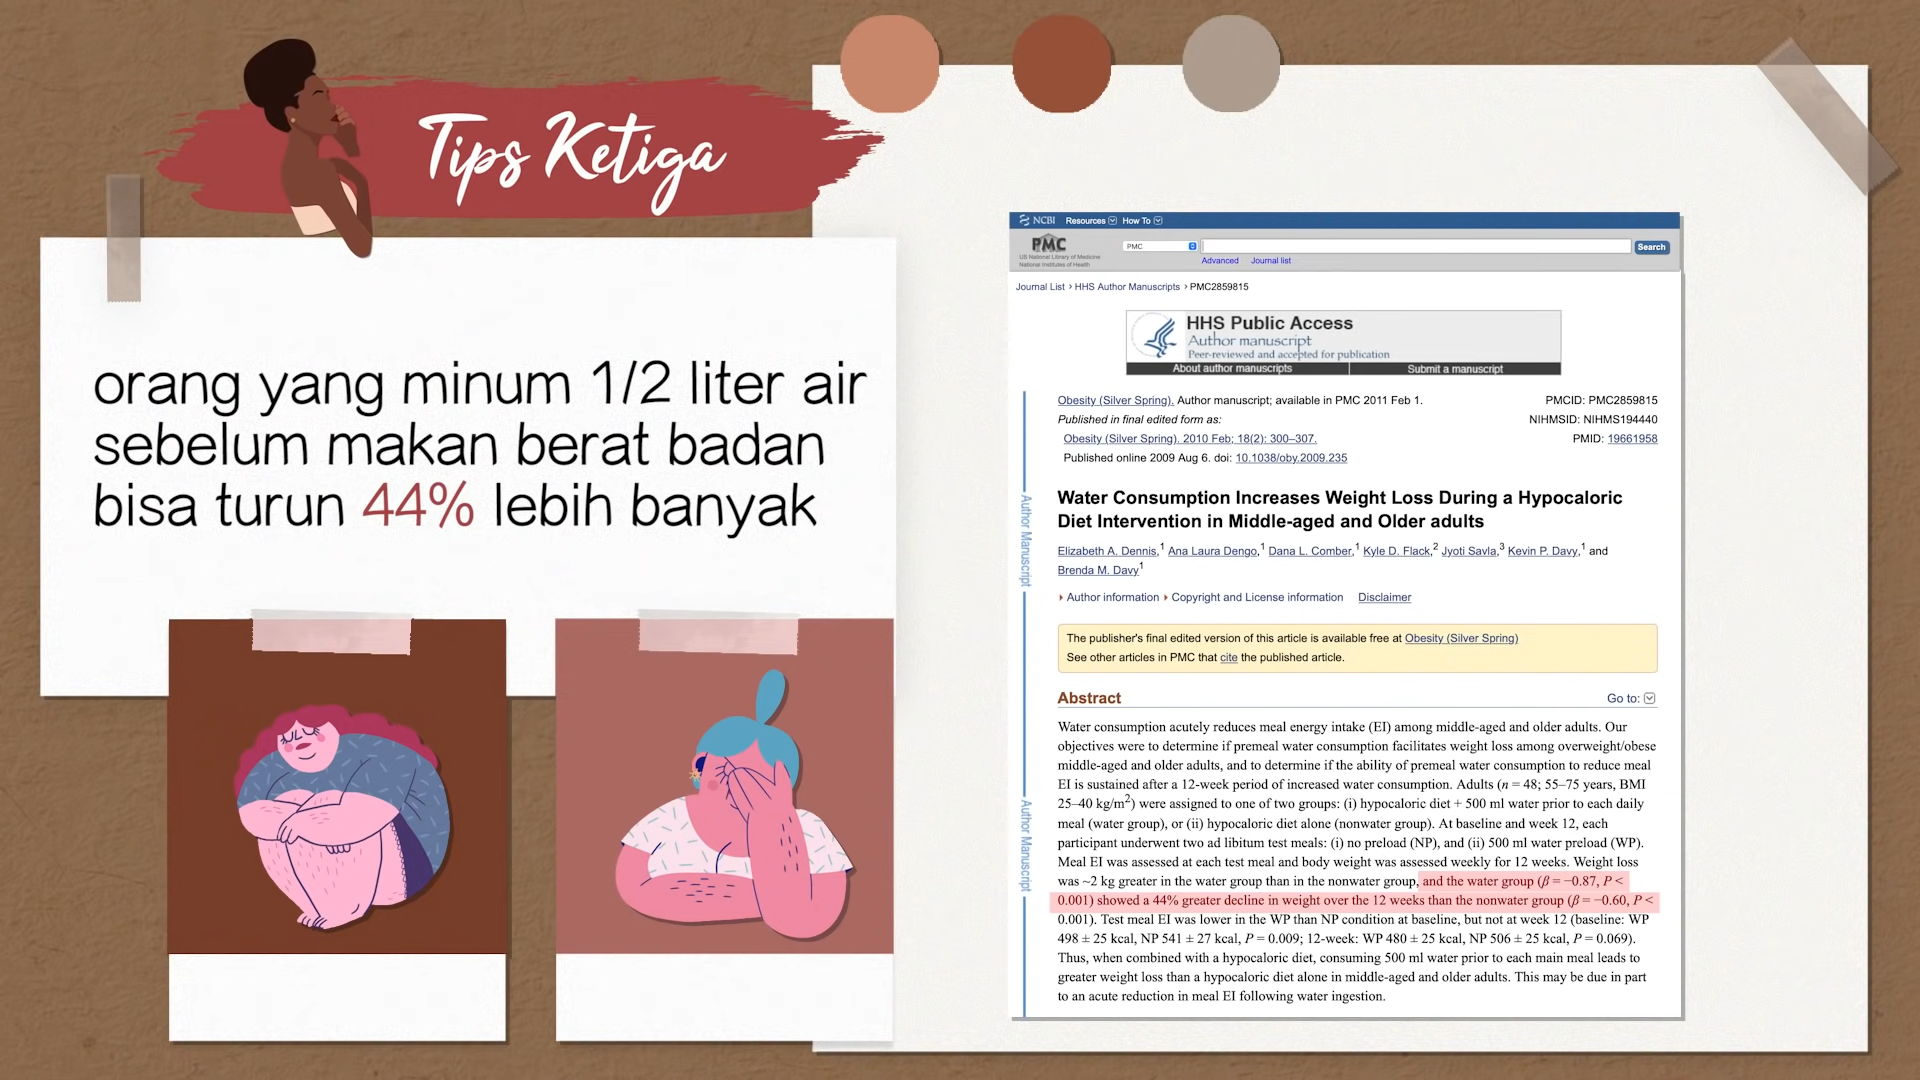 Tips Ketiga
orang yang minum 1/2 liter air
sebelum makan berat badan
bisa turun 44% lebih banyak
NCBI Resources How To
PMC
US National Library of Medicine
National Institutes of Health
PMC
Search
Advanced Journal list
Journal List › HHS Author Manuscripts › PMC2859815
HHS Public Access
Author manuscript
Peer-reviewed and accepted for publication
About author manuscripts Submit a manuscript
Obesity (Silver Spring). Author manuscript; available in PMC 2011 Feb 1. PMCID: PMC2859815
Published in final edited form as: NIHMSID: NIHMS194440
Obesity (Silver Spring). 2010 Feb; 18(2): 300–307. PMID: 19661958
Published online 2009 Aug 6. doi: 10.1038/oby.2009.235
Water Consumption Increases Weight Loss During a Hypocaloric
Diet Intervention in Middle-aged and Older adults
Elizabeth A. Dennis,1 Ana Laura Dengo,1 Dana L. Comber,1 Kyle D. Flack,2 Jyoti Savla,3 Kevin P. Davy,1 and
Brenda M. Davy1
Author information Copyright and License information Disclaimer
The publisher's final edited version of this article is available free at Obesity (Silver Spring)
See other articles in PMC that cite the published article.
Abstract Go to:
Water consumption acutely reduces meal energy intake (EI) among middle-aged and older adults. Our
objectives were to determine if premeal water consumption facilitates weight loss among overweight/obese
middle-aged and older adults, and to determine if the ability of premeal water consumption to reduce meal
EI is sustained after a 12-week period of increased water consumption. Adults (n = 48; 55–75 years, BMI
25–40 kg/m2) were assigned to one of two groups: (i) hypocaloric diet + 500 ml water prior to each daily
meal (water group), or (ii) hypocaloric diet alone (nonwater group). At baseline and week 12, each
participant underwent two ad libitum test meals: (i) no preload (NP), and (ii) 500 ml water preload (WP).
Meal EI was assessed at each test meal and body weight was assessed weekly for 12 weeks. Weight loss
was ~2 kg greater in the water group than in the nonwater group, and the water group (β = −0.87, P <
0.001) showed a 44% greater decline in weight over the 12 weeks than the nonwater group (β = −0.60, P <
0.001). Test meal EI was lower in the WP than NP condition at baseline, but not at week 12 (baseline: WP
498 ± 25 kcal, NP 541 ± 27 kcal, P = 0.009; 12-week: WP 480 ± 25 kcal, NP 506 ± 25 kcal, P = 0.069).
Thus, when combined with a hypocaloric diet, consuming 500 ml water prior to each main meal leads to
greater weight loss than a hypocaloric diet alone in middle-aged and older adults. This may be due in part
to an acute reduction in meal EI following water ingestion.
Author Manuscript
Author Manuscript